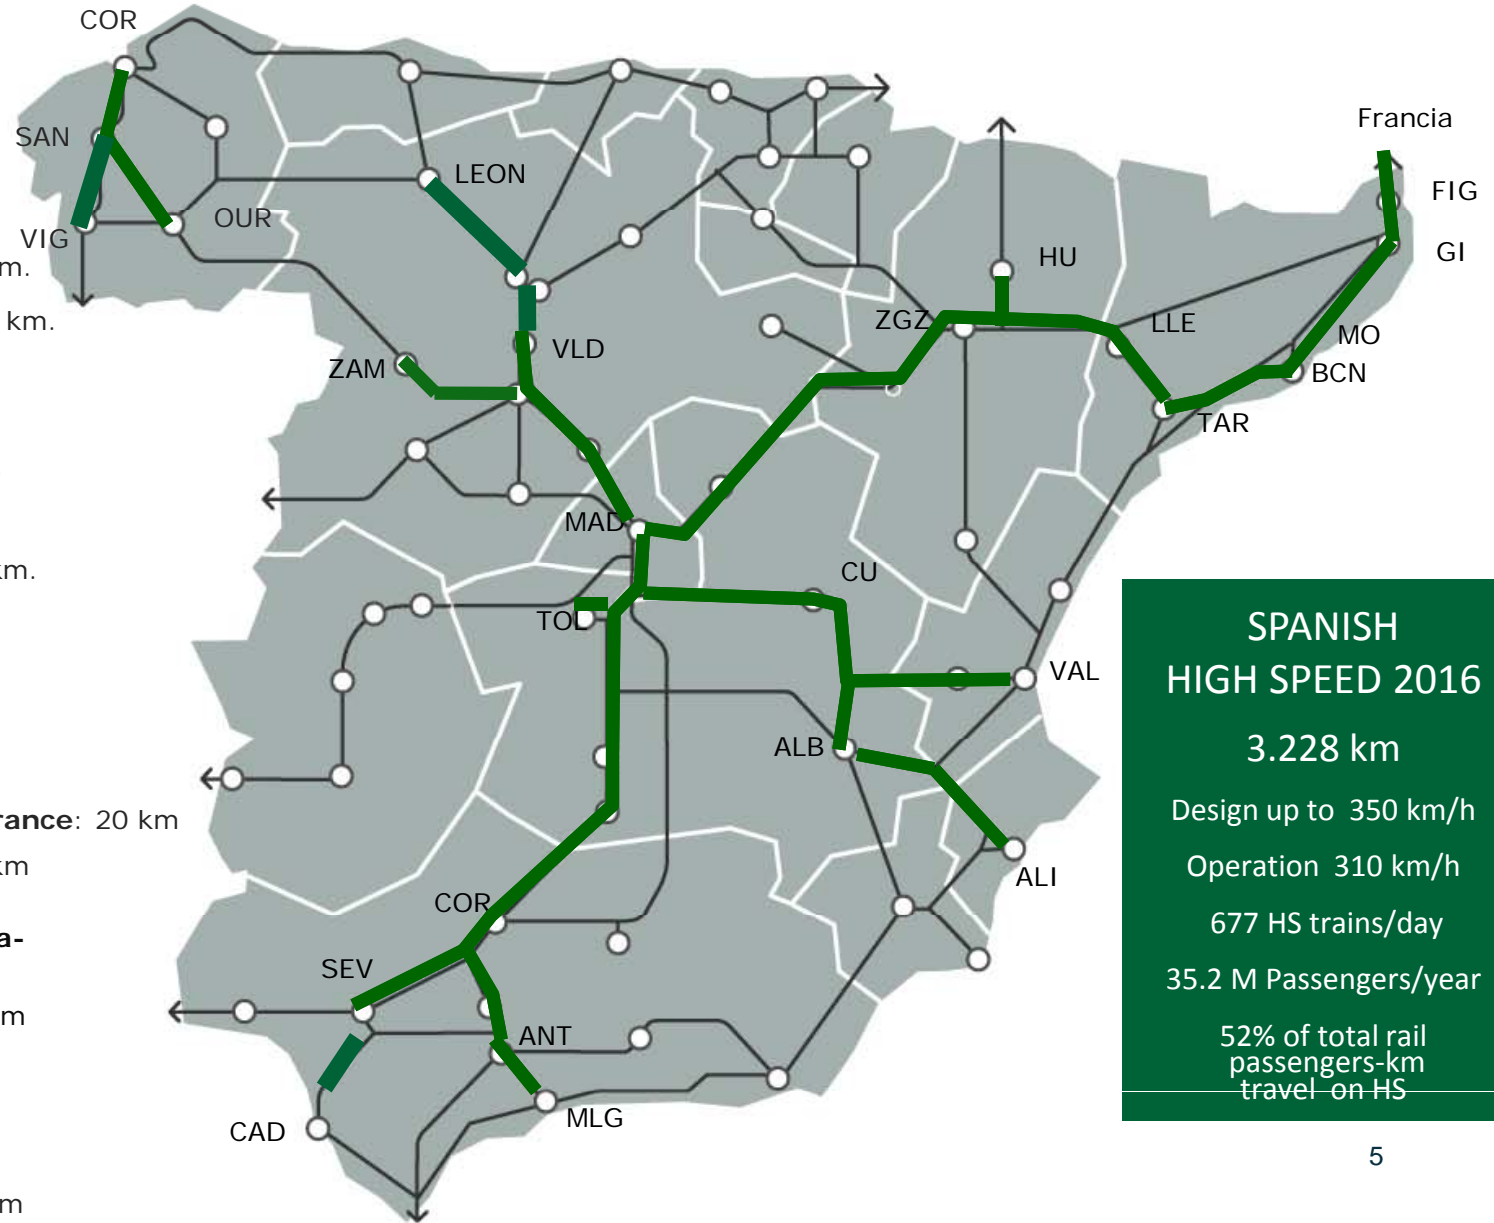 COR
SAN
LEON
OUR
VIG
m.
km.
ZAM
VLD
HU
ZGZ
LLE
Francia
FIG
GI
MO
BCN
TAR
MAD
CU
km.
TOL
VAL
ALB
ALI
rance: 20 km
km
COR
a-
SEV
m
ANT
CAD
MLG
m
SPANISH
HIGH SPEED 2016
3.228 km
Design up to 350 km/h
Operation 310 km/h
677 HS trains/day
35.2 M Passengers/year
52% of total rail
passengers-km
travel on HS
5